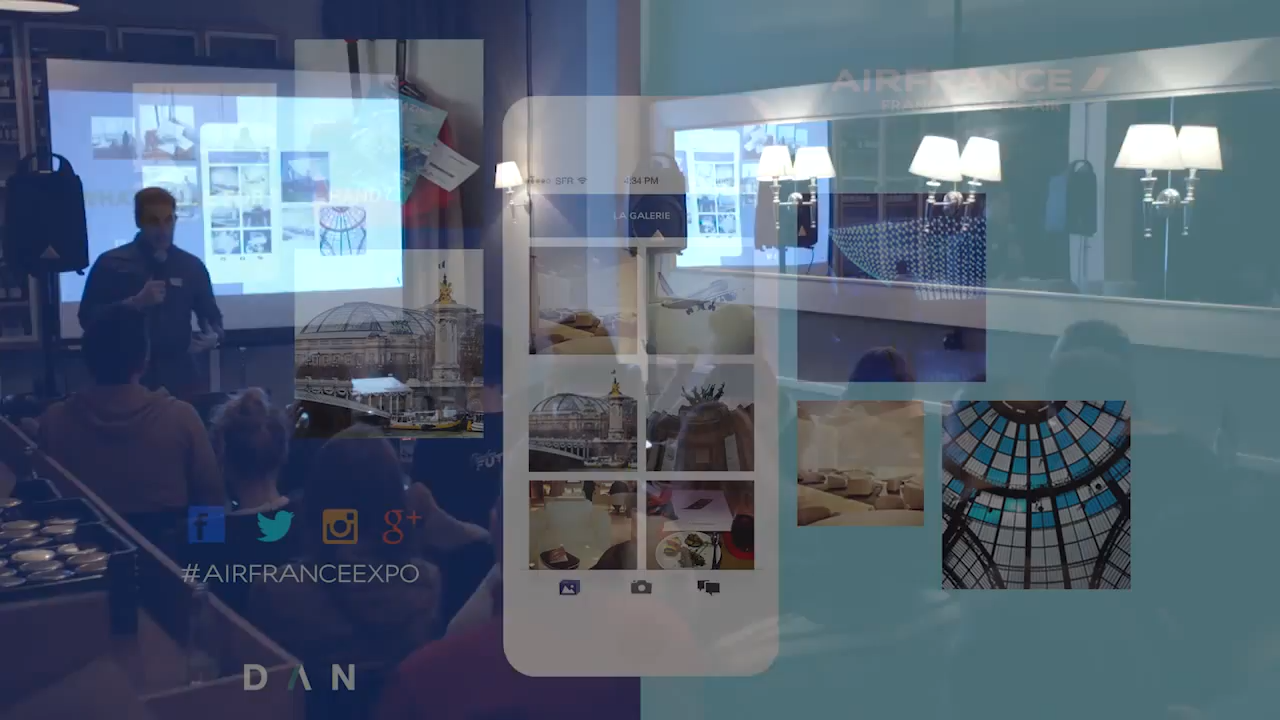 AIRFRANCE
SFR 4:34 PM
LA GALERIE
#AIRFRANCEEXPO
DAN